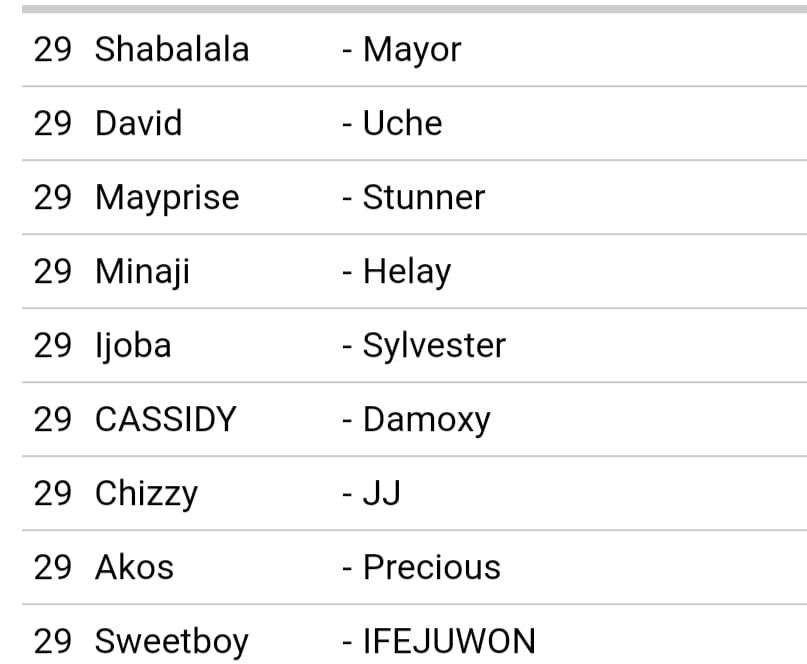 29 Shabalala - Mayor
29 David - Uche
29 Mayprise - Stunner
29 Minaji - Helay
29 Ijoba - Sylvester
29 CASSIDY - Damoxy
29 Chizzy - JJ
29 Akos - Precious
29 Sweetboy - IFEJUWON